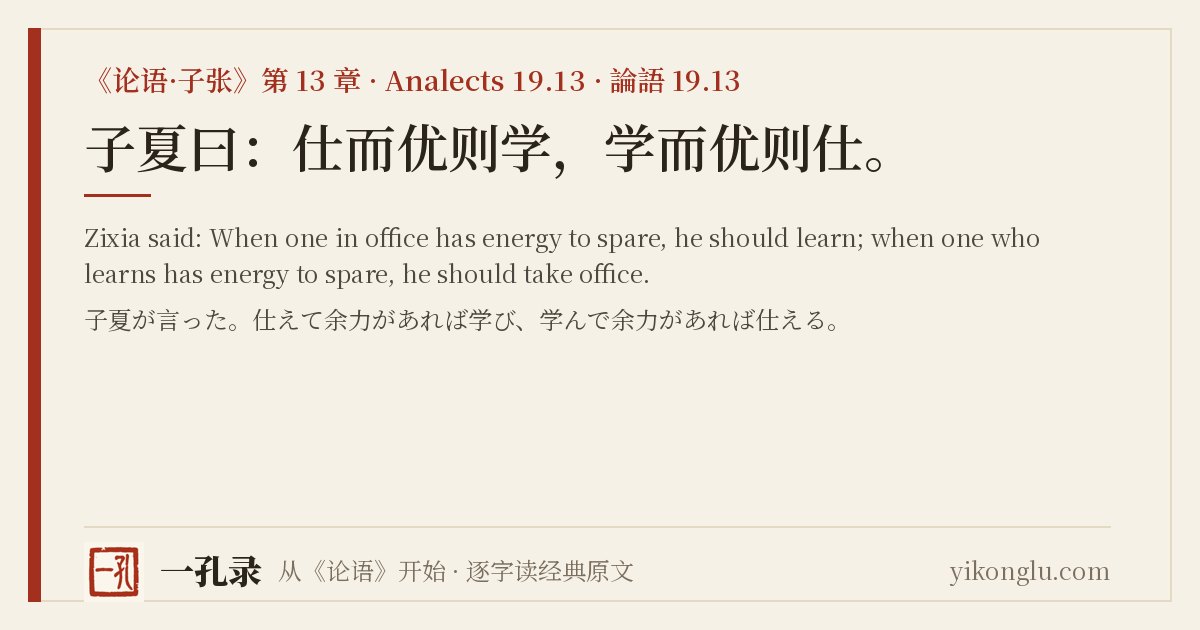 《论语·子张》第 13 章 · Analects 19.13 · 論語 19.13
子夏曰：仕而优则学，学而优则仕。
Zixia said: When one in office has energy to spare, he should learn; when one who
learns has energy to spare, he should take office.
子夏が言った。仕えて余力があれば学び、学んで余力があれば仕える。
一孔
一孔录 从《论语》开始 · 逐字读经典原文 yikonglu.com